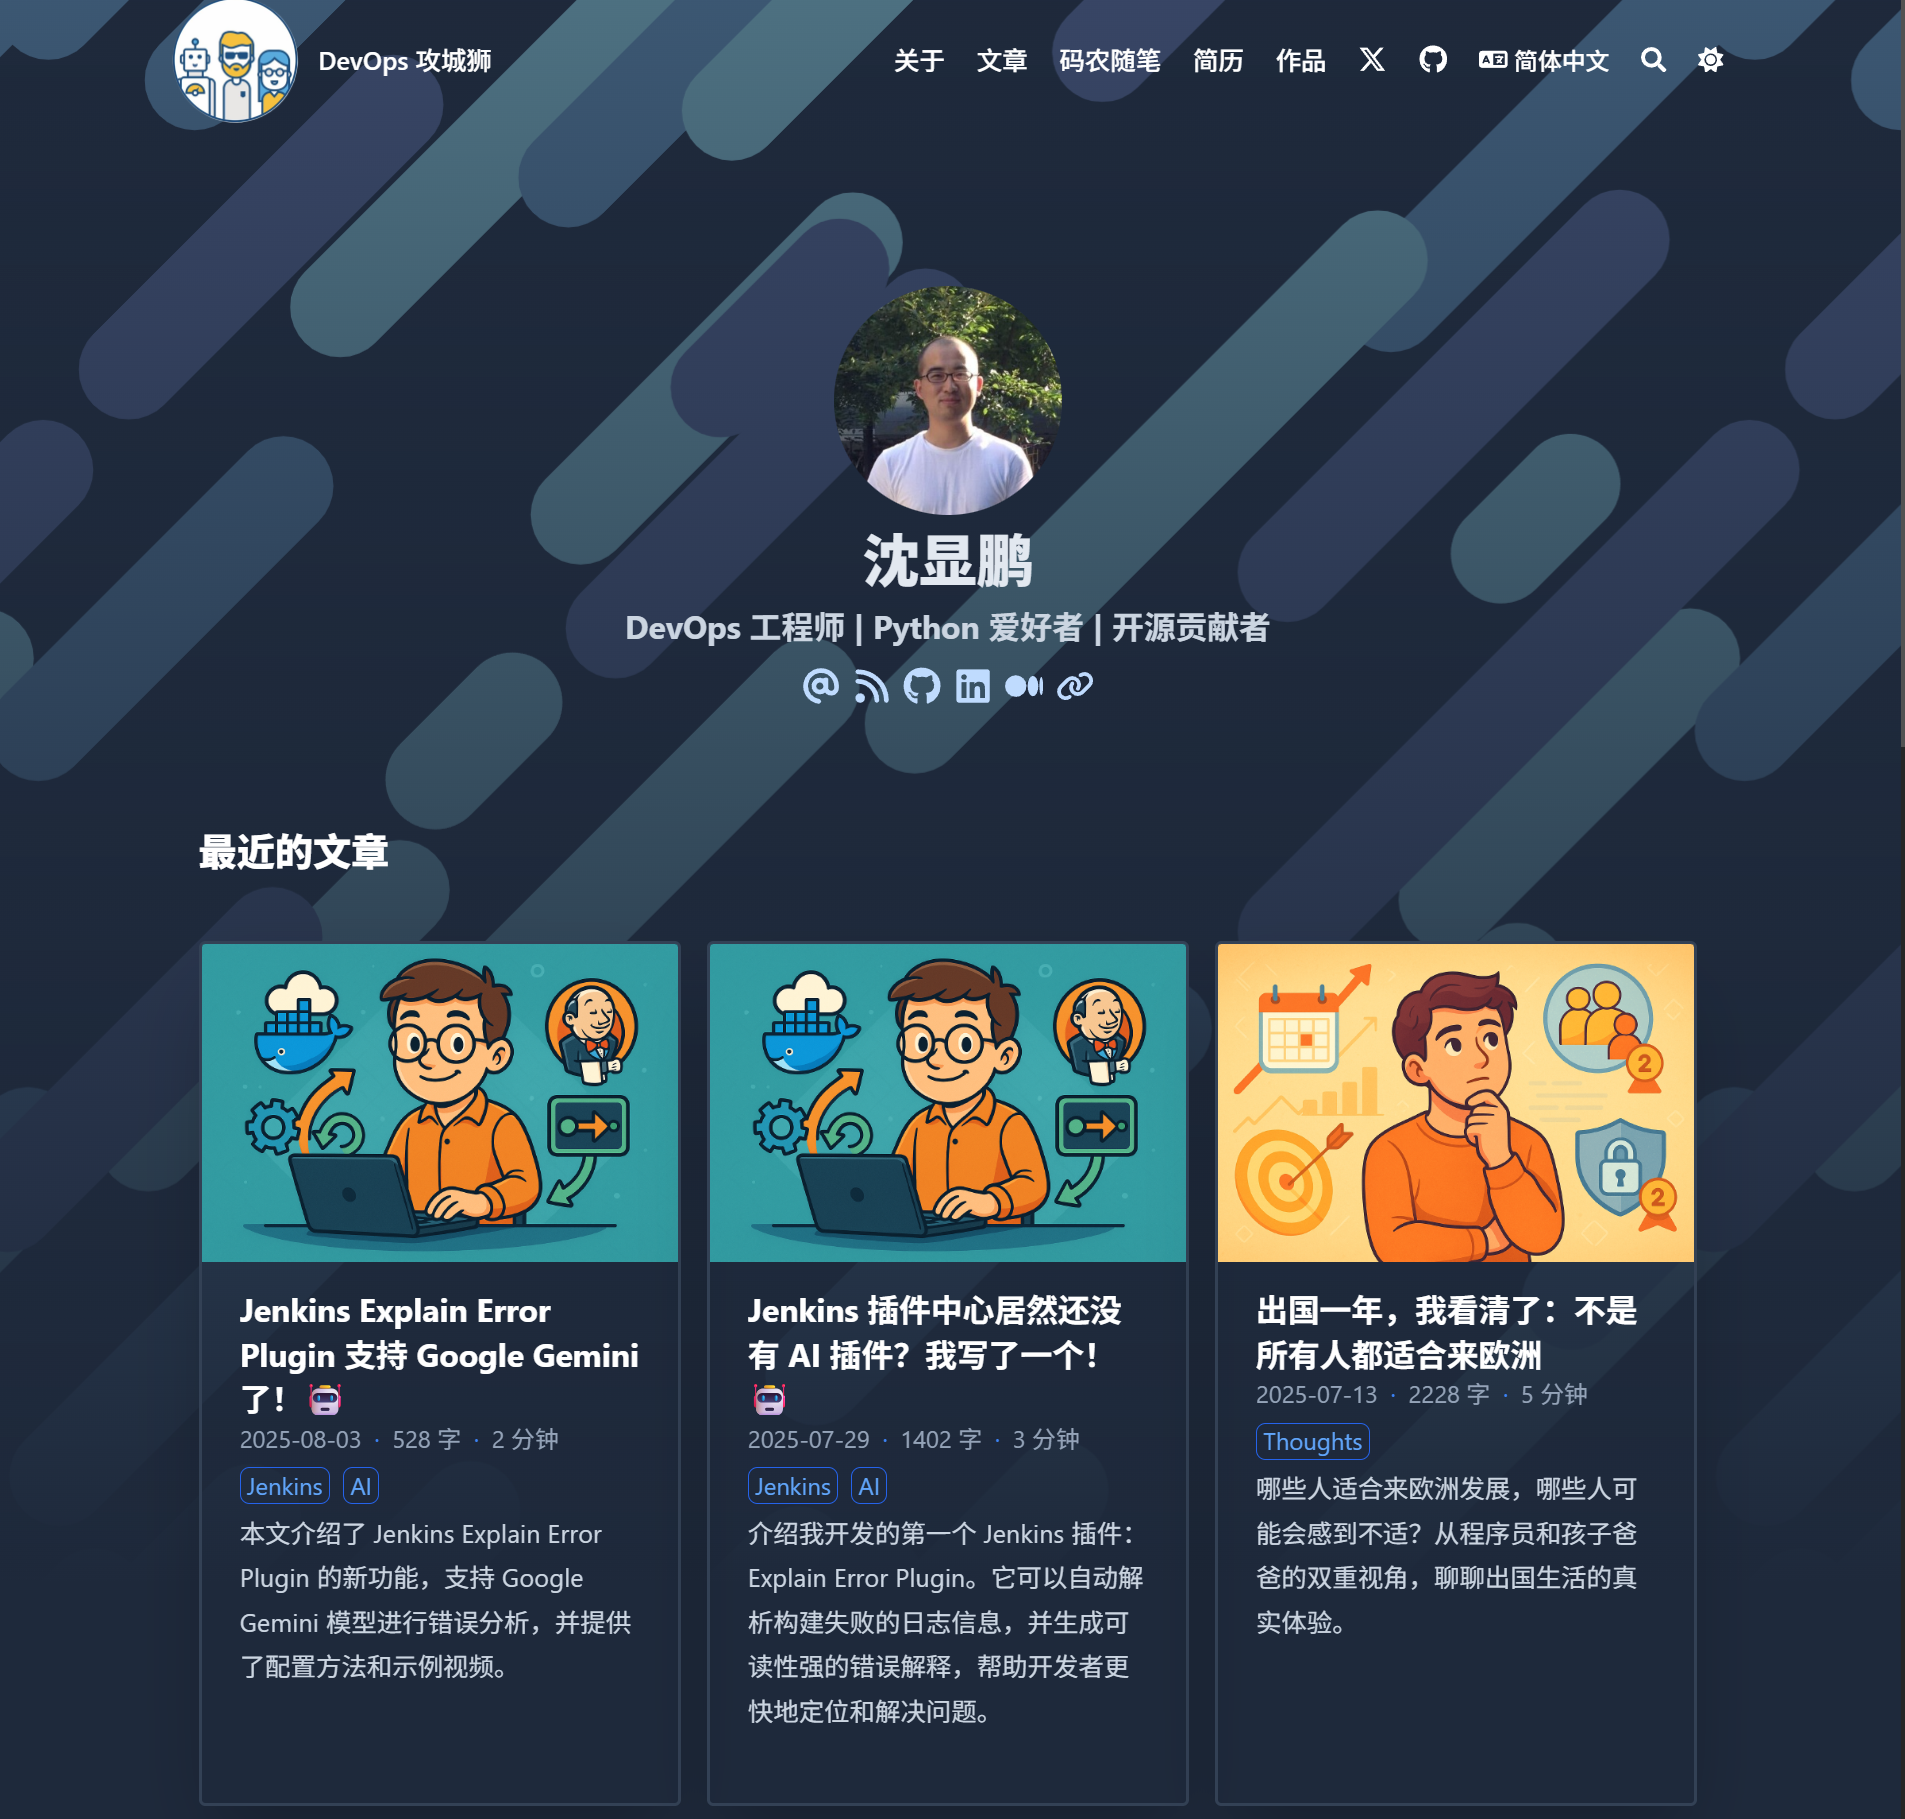 DevOps 攻城狮
关于 文章 码农随笔 简历 作品 简体中文
沈显鹏
DevOps 工程师 | Python 爱好者 | 开源贡献者
最近的文章
Jenkins Explain Error
Plugin 支持 Google Gemini
了！
2025-08-03 · 528 字 · 2 分钟
Jenkins AI
本文介绍了 Jenkins Explain Error
Plugin 的新功能，支持 Google
Gemini 模型进行错误分析，并提供
了配置方法和示例视频。
Jenkins 插件中心居然还没
有 AI 插件？我写了一个！
2025-07-29 · 1402 字 · 3 分钟
Jenkins AI
介绍我开发的第一个 Jenkins 插件：
Explain Error Plugin。它可以自动解
析构建失败的日志信息，并生成可
读性强的错误解释，帮助开发者更
快地定位和解决问题。
2
2
出国一年，我看清了：不是
所有人都适合来欧洲
2025-07-13 · 2228 字 · 5 分钟
Thoughts
哪些人适合来欧洲发展，哪些人可
能会感到不适？从程序员和孩子爸
爸的双重视角，聊聊出国生活的真
实体验。